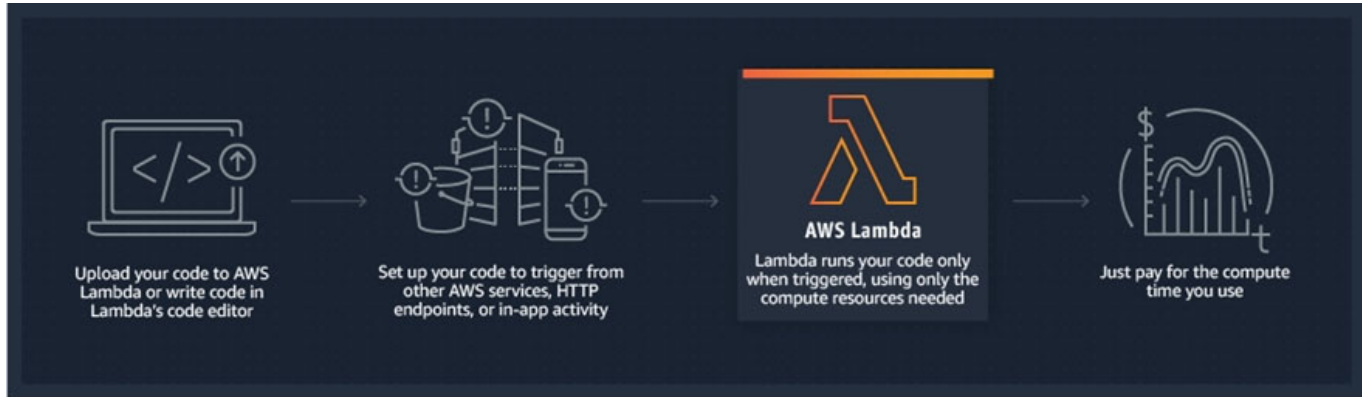 </>
Upload your code to AWS
Lambda or write code in
Lambda's code editor
Set up your code to trigger from
other AWS services, HTTP
endpoints, or in-app activity
AWS Lambda
Lambda runs your code only
when triggered, using only the
compute resources needed
$
t
Just pay for the compute
time you use